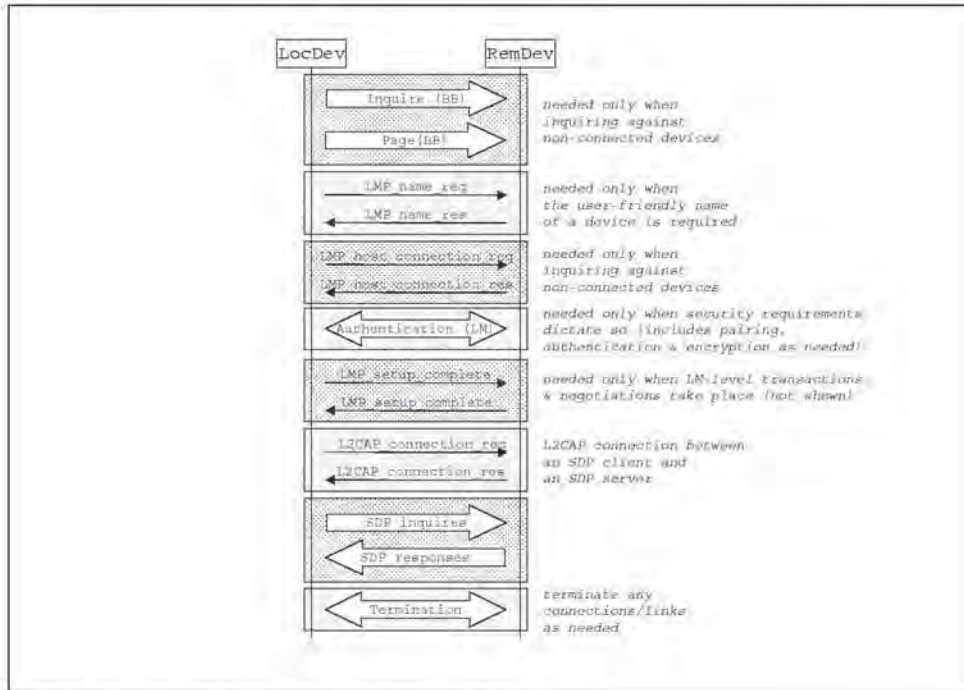 LocDev
RemDev
Inquire (BB)
Page(BB)
needed only when
inquiring against
non-connected devices
LMP_name_req
LMP_name_res
needed only when
the user-friendly name
of a device is required
LMP_host_connection_req
LMP_host_connection_res
needed only when
inquiring against
non-connected devices
Authentication (LM)
needed only when security requirements
dictate so (includes pairing,
authentication & encryption as needed)
LMP_setup_complete
LMP_setup_complete
needed only when LM-level transactions
& negotiations take place (not shown)
L2CAP_connection_req
L2CAP_connection_res
L2CAP connection between
an SDP client and
an SDP server
SDP inquires
SDP responses
Termination
terminate any
connections/links
as needed